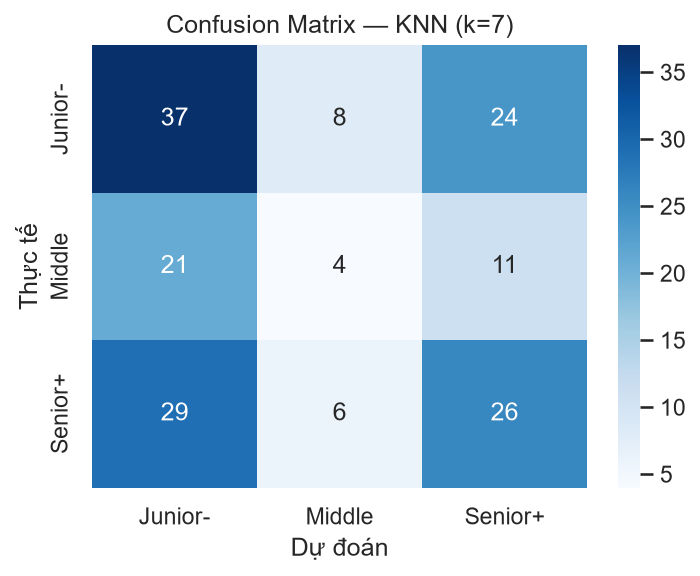 Confusion Matrix — KNN (k=7)
Thực tế
Junior-
37 8 24
Middle
21 4 11
Senior+
29 6 26
Junior- Middle Senior+
Dự đoán
35
30
25
20
15
10
5